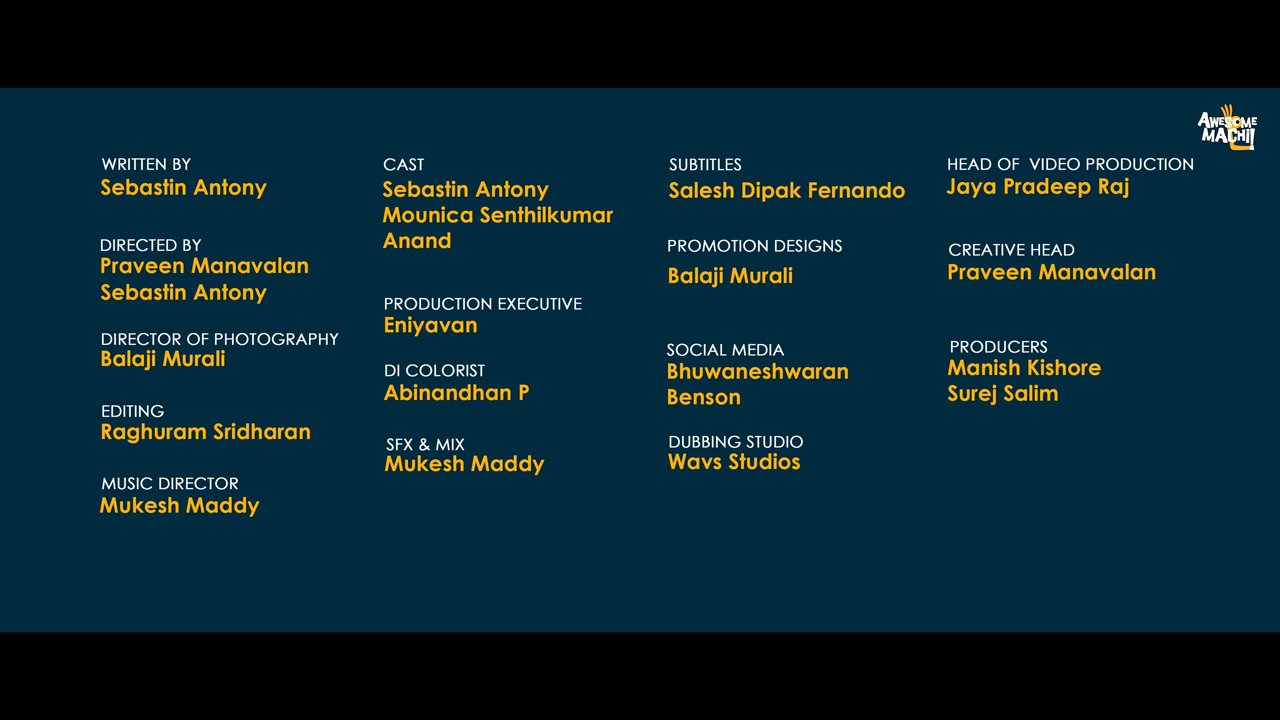 AWESOME
MACHI!
WRITTEN BY
Sebastin Antony
DIRECTED BY
Praveen Manavalan
Sebastin Antony
DIRECTOR OF PHOTOGRAPHY
Balaji Murali
EDITING
Raghuram Sridharan
MUSIC DIRECTOR
Mukesh Maddy
CAST
Sebastin Antony
Mounica Senthilkumar
Anand
PRODUCTION EXECUTIVE
Eniyavan
DI COLORIST
Abinandhan P
SFX & MIX
Mukesh Maddy
SUBTITLES
Salesh Dipak Fernando
PROMOTION DESIGNS
Balaji Murali
SOCIAL MEDIA
Bhuwaneshwaran
Benson
DUBBING STUDIO
Wavs Studios
HEAD OF VIDEO PRODUCTION
Jaya Pradeep Raj
CREATIVE HEAD
Praveen Manavalan
PRODUCERS
Manish Kishore
Surej Salim